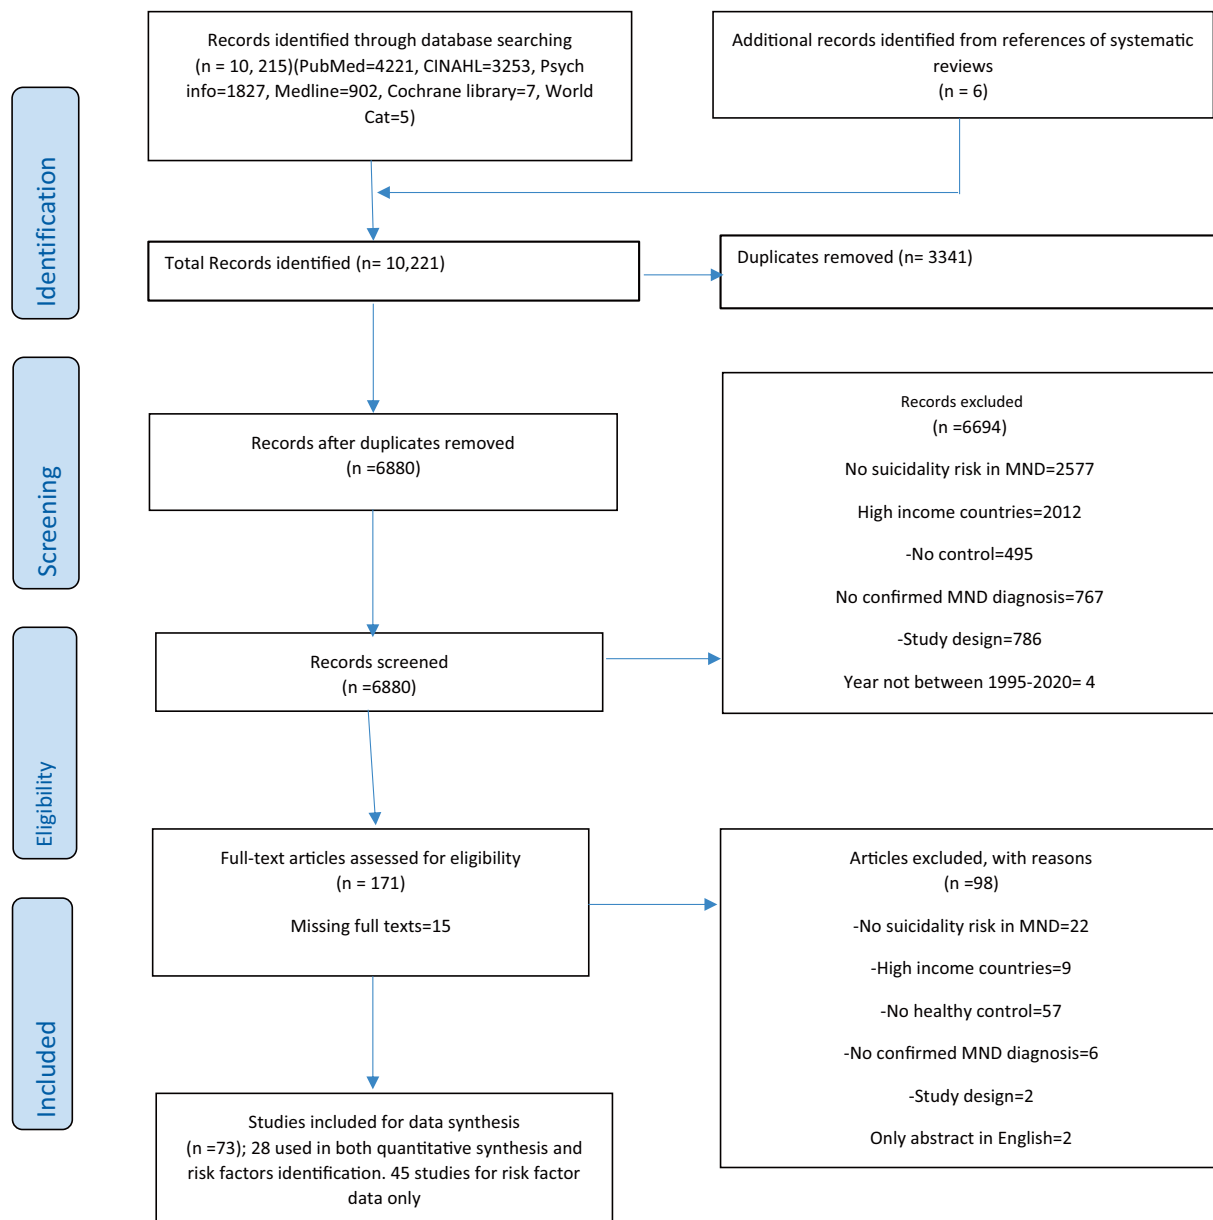 Records identified through database searching
(n = 10, 215)(PubMed=4221, CINAHL=3253, Psych
info=1827, Medline=902, Cochrane library=7, World
Cat=5)
Additional records identified from references of systematic
reviews
(n = 6)
Identification
Total Records identified (n= 10,221)
Duplicates removed (n= 3341)
Screening
Records after duplicates removed
(n =6880)
Records excluded
(n =6694)
No suicidality risk in MND=2577
High income countries=2012
-No control=495
No confirmed MND diagnosis=767
-Study design=786
Year not between 1995-2020= 4
Records screened
(n =6880)
Eligibility
Full-text articles assessed for eligibility
(n = 171)
Missing full texts=15
Articles excluded, with reasons
(n =98)
-No suicidality risk in MND=22
-High income countries=9
-No healthy control=57
-No confirmed MND diagnosis=6
-Study design=2
Only abstract in English=2
Included
Studies included for data synthesis
(n =73); 28 used in both quantitative synthesis and
risk factors identification. 45 studies for risk factor
data only